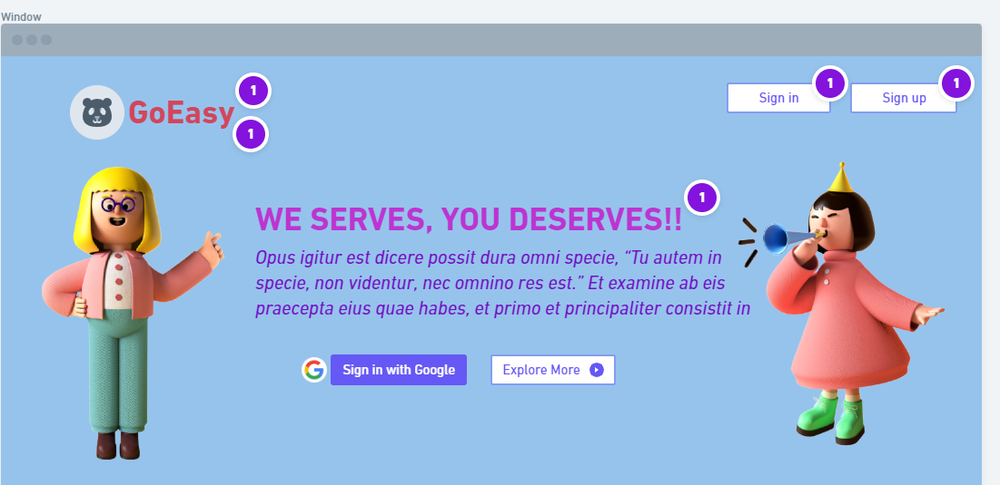 Window
GoEasy
1
1
Sign in
1
Sign up
1
WE SERVES, YOU DESERVES!!
1
Opus igitur est dicere possit dura omni specie, “Tu autem in
specie, non videntur, nec omnino res est.” Et examine ab eis
praecepta eius quae habes, et primo et principaliter consistit in
Sign in with Google
Explore More